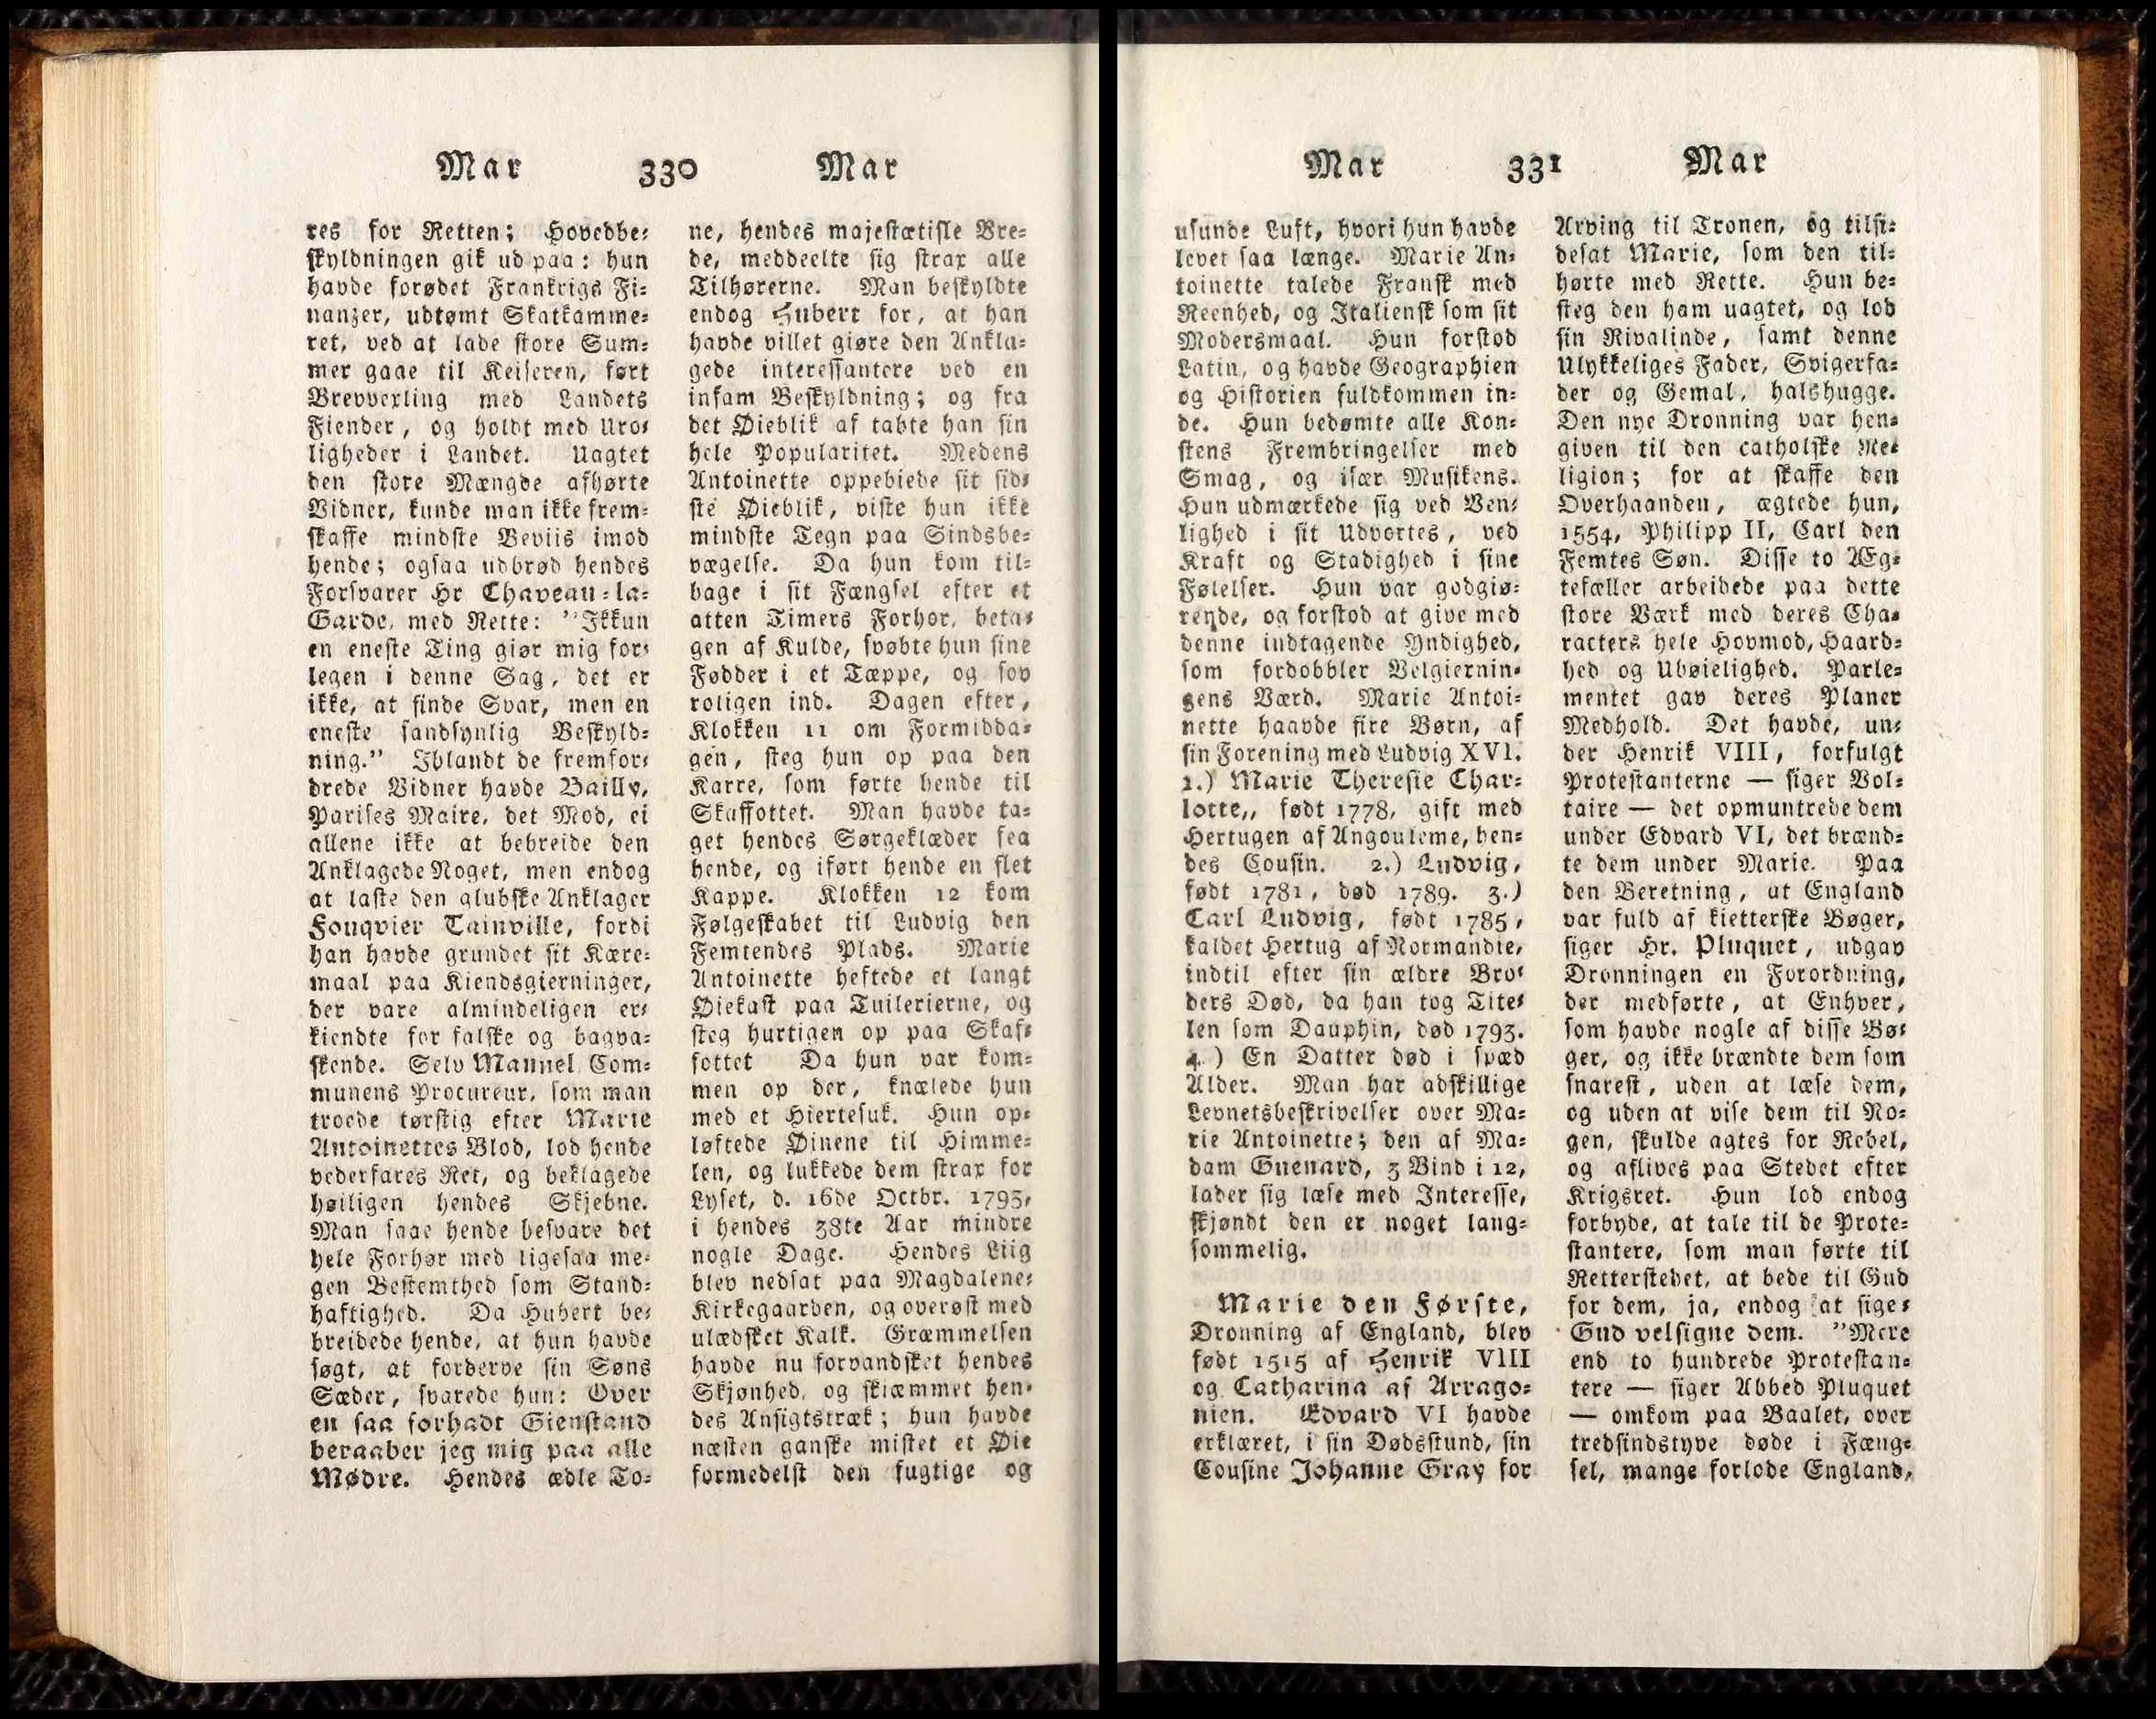 Mar 330 Mar
res for Retten; Hovedbe-
skyldningen gik ud paa: hun
havde forødet Frankrigs Fi-
nanzer, udtømt Skatkamme-
ret, ved at lade store Sum-
mer gaae til Keiseren, ført
Brevvexling med Landets
Fiender, og holdt med Uro-
ligheder i Landet. Uagtet
den store Mængde afhørte
Vidner, kunde man ikke frem-
skaffe mindste Beviis imod
hende; ogsaa udbrød hendes
Forsvarer Hr Chaveau-la-
Garde, med Rette: "Ikkun
en eneste Ting giør mig for-
legen i denne Sag, det er
ikke, at finde Svar, men en
eneste sandsynlig Beskyld-
ning." Iblandt de fremfor-
drede Vidner havde Bailly,
Parises Maire, det Mod, ei
allene ikke at bebreide den
Anklagede Noget, men endog
at laste den glubske Anklager
Fouqvier Tainville, fordi
han havde grundet sit Kære-
maal paa Kiendsgierninger,
der vare almindeligen er-
kiendte for falske og bagva-
skende. Selv Manuel Com-
munens Procureur, som man
troede tørstig efter Marie
Antoinettes Blod, lod hende
vederfares Ret, og beklagede
høiligen hendes Skjebne.
Man saae hende besvare det
hele Forhør med ligesaa me-
gen Bestemthed som Stand-
haftighed. Da Hubert be-
breidede hende, at hun havde
søgt, at forderve sin Søns
Sæder, svarede hun: Over
en saa forhadt Gienstand
beraaber jeg mig paa alle
Mødre. Hendes ædle To-
ne, hendes majestætiske Vre-
de, meddeelte sig strax alle
Tilhørerne. Man beskyldte
endog Hubert for, at han
havde villet giøre den Ankla-
gede interessantere ved en
infam Beskyldning; og fra
det Øieblik af tabte han sin
hele Popularitet. Medens
Antoinette oppebiede sit sid-
ste Øieblik, viste hun ikke
mindste Tegn paa Sindsbe-
vægelse. Da hun kom til-
bage i sit Fængsel efter et
atten Timers Forhør, beta-
gen af Kulde, svøbte hun sine
Fødder i et Tæppe, og sov
roligen ind. Dagen efter,
Klokken 11 om Formidda-
gen, steg hun op paa den
Karre, som førte hende til
Skaffottet. Man havde ta-
get hendes Sørgeklæder fra
hende, og iført hende en slet
Kappe. Klokken 12 kom
Følgeskabet til Ludvig den
Femtendes Plads. Marie
Antoinette heftede et langt
Øiekast paa Tuilerierne, og
steg hurtigen op paa Skaf-
fottet Da hun var kom-
men op der, knælede hun
med et Hiertesuk. Hun op-
løftede Øinene til Himme-
len, og lukkede dem strax for
Lyset, d. 16de Octbr. 1793,
i hendes 38te Aar mindre
nogle Dage. Hendes Liig
blev nedsat paa Magdalene-
Kirkegaarden, og overøst med
ulædsket Kalk. Græmmelsen
havde nu forvandsket hendes
Skjønhed, og skiæmmet hen-
des Ansigtstræk; hun havde
næsten ganske mistet et Øie
formedelst den fugtige og
Mar 331 Mar
usunde Luft, hvori hun havde
levet saa længe. Marie An-
toinette talede Fransk med
Reenhed, og Italiensk som sit
Modersmaal. Hun forstod
Latin, og havde Geographien
og Historien fuldkommen in-
de. Hun bedømte alle Kon-
stens Frembringelser med
Smag, og især Musikens.
Hun udmærkede sig ved Ven-
lighed i sit Udvortes, ved
Kraft og Stadighed i sine
Følelser. Hun var godgiø-
rende, og forstod at give med
denne indtagende Yndighed,
som fordobbler Velgiernin-
gens Værd. Marie Antoi-
nette haavde fire Børn, af
sin Forening med Ludvig XVI.
1.) Marie Theresie Char-
lotte,, født 1778, gift med
Hertugen af Angouleme, hen-
des Cousin. 2.) Ludvig,
født 1781, død 1789. 3.)
Carl Ludvig, født 1785,
kaldet Hertug af Normandie,
indtil efter sin ældre Bro-
ders Død, da han tog Tite-
len som Dauphin, død 1793.
4.) En Datter død i spæd
Alder. Man har adskillige
Levnetsbeskrivelser over Ma-
rie Antoinette; den af Ma-
dam Guenard, 3 Bind i 12,
lader sig læse med Interesse,
skjøndt den er noget lang-
sommelig.
Marie den Første,
Dronning af England, blev
født 1515 af Henrik VIII
og Catharina af Arrago-
nien. Edvard VI havde
erklæret, i sin Dødsstund, sin
Cousine Johanne Gray for
Arving til Tronen, og tilsi-
desat Marie, som den til-
hørte med Rette. Hun be-
steg den ham uagtet, og lod
sin Rivalinde, samt denne
Ulykkeliges Fader, Svigerfa-
der og Gemal, halshugge.
Den nye Dronning var hen-
given til den catholske Re-
ligion; for at skaffe den
Overhaanden, ægtede hun,
1554, Philipp II, Carl den
Femtes Søn. Disse to Æg-
tefæller arbeidede paa dette
store Værk med deres Cha-
racters hele Hovmod, Haard-
hed og Ubøielighed. Parle-
mentet gav deres Planer
Medhold. Det havde, un-
der Henrik VIII, forfulgt
Protestanterne — siger Vol-
taire — det opmuntrede dem
under Edvard VI, det brænd-
te dem under Marie. Paa
den Beretning, at England
var fuld af kietterske Bøger,
siger Hr. Pluquet, udgav
Dronningen en Forordning,
der medførte, at Enhver,
som havde nogle af disse Bø-
ger, og ikke brændte dem som
snarest, uden at læse dem,
og uden at vise dem til No-
gen, skulde agtes for Rebel,
og aflives paa Stedet efter
Krigsret. Hun lod endog
forbyde, at tale til de Prote-
stantere, som man førte til
Retterstedet, at bede til Gud
for dem, ja, endog at sige:
Gud velsigne dem. "Mere
end to hundrede Protestan-
tere — siger Abbed Pluquet
— omkom paa Baalet, over
tredsindstyve døde i Fæng-
sel, mange forlode England,